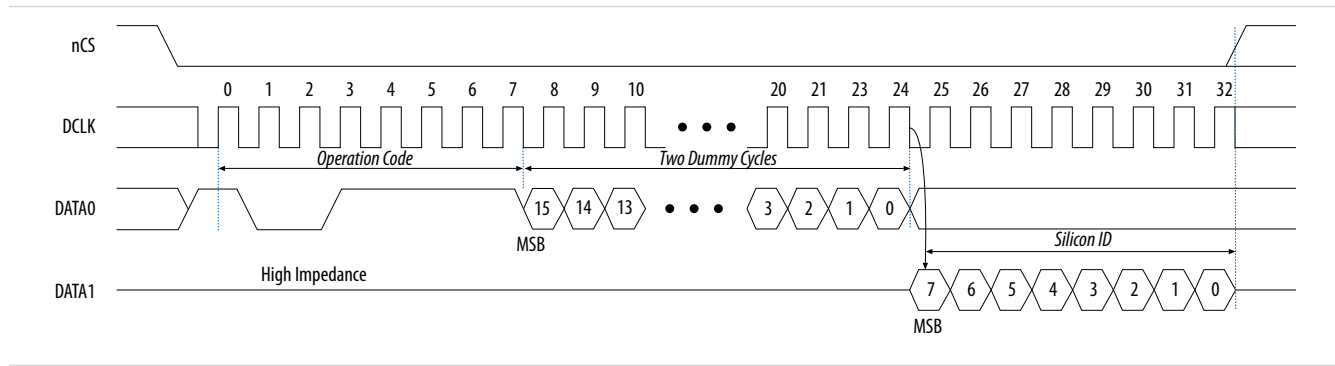 nCS
0 1 2 3 4 5 6 7 8 9 10 20 21 23 24 25 26 27 28 29 30 31 32
DCLK
Operation Code Two Dummy Cycles
DATA0 15 14 13 3 2 1 0
MSB Silicon ID
High Impedance
DATA1 7 6 5 4 3 2 1 0
MSB